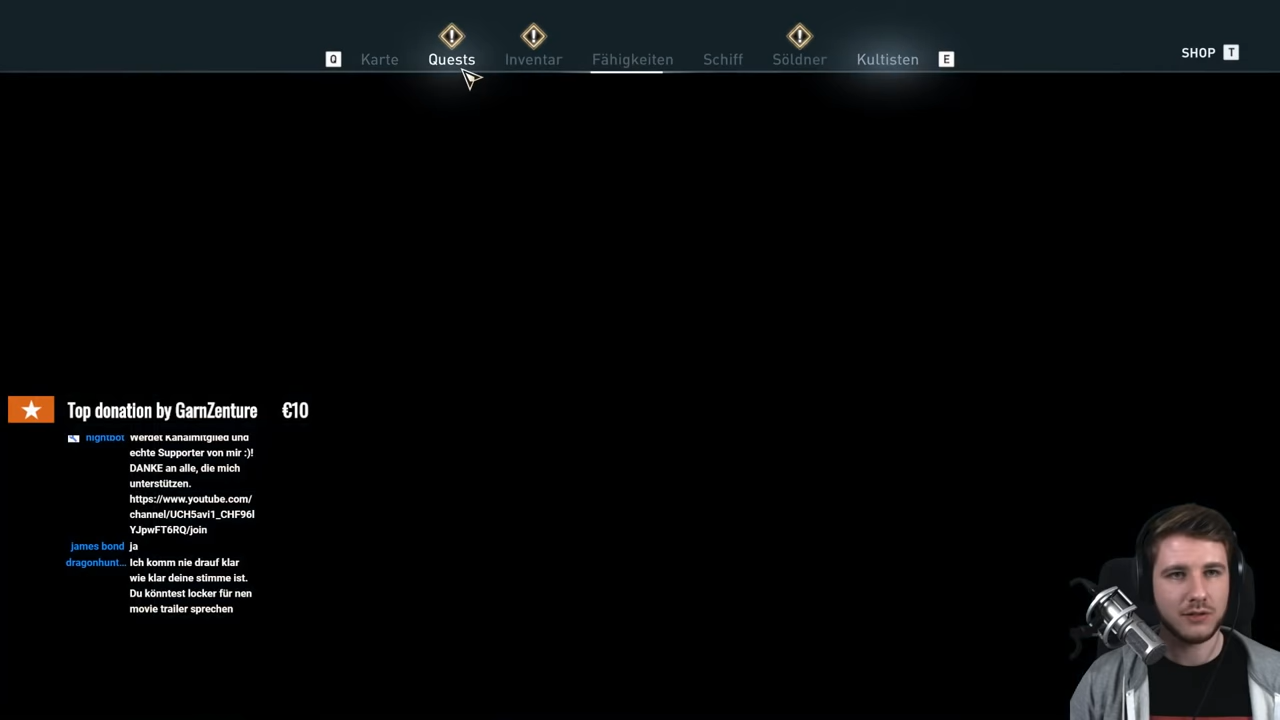 Q Karte Quests Inventar Fähigkeiten Schiff Söldner Kultisten E
SHOP T
Top donation by GarnZenture €10
nightbot Werdet Kanalmitglied und
echte Supporter von mir :)!
DANKE an alle, die mich
unterstützen.
https://www.youtube.com/
channel/UCH5avi1_CHF96l
YJpwFT6RQ/join
james bond ja
dragonhunt... Ich komm nie drauf klar
wie klar deine stimme ist.
Du könntest locker für nen
movie trailer sprechen